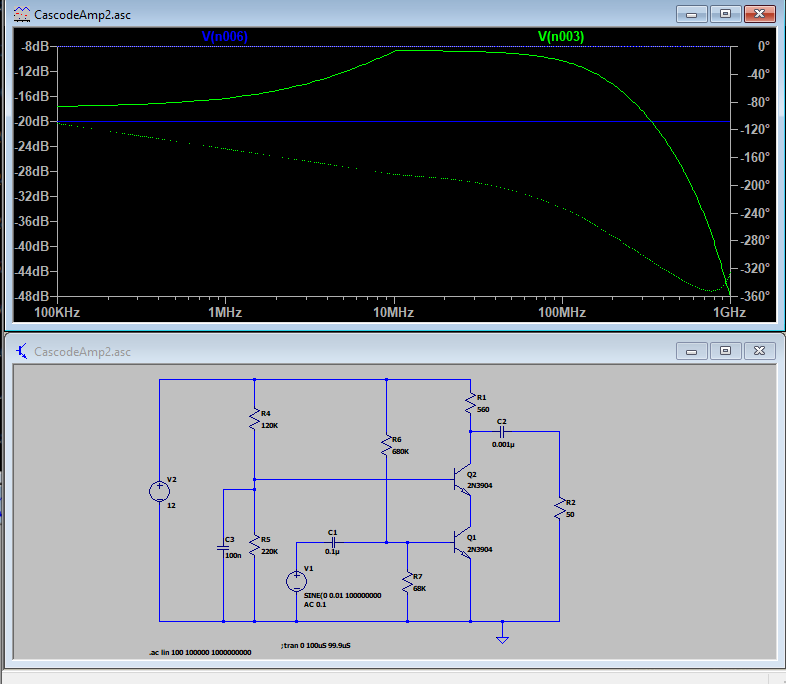 CascodeAmp2.asc
V(n006) V(n003)
-8dB 0°
-12dB -40°
-16dB -80°
-20dB -120°
-24dB -160°
-28dB -200°
-32dB
-36dB -240°
-40dB -280°
-44dB -320°
-48dB -360°
100KHz 1MHz 10MHz 100MHz 1GHz
CascodeAmp2.asc
R1
560
R4
120K
C2
0.001µ
R6
680K
Q2
2N3904
V2
12
R2
50
C3
100n
R5
220K
C1
0.1µ
Q1
2N3904
V1
SINE(0 0.01 100000000
AC 0.1
R7
68K
.ac lin 100 100000 1000000000
;tran 0 100uS 99.9uS